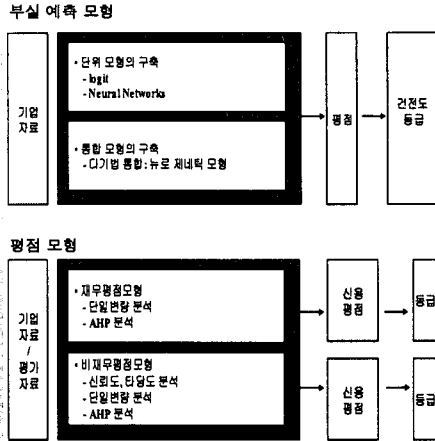 부실 예측 모형
기업
자료
• 단위 모형의 구축
- logit
- Neural Networks
• 통합 모형의 구축
- 다기법 통합: 뉴로 제네틱 모형
평점
건전도
등급
평점 모형
기업
자료
/
평가
자료
• 재무평점모형
- 단일변량 분석
- AHP 분석
• 비재무평점모형
- 신뢰도, 타당도 분석
- 단일변량 분석
- AHP 분석
신용
평점
등급
신용
평점
등급